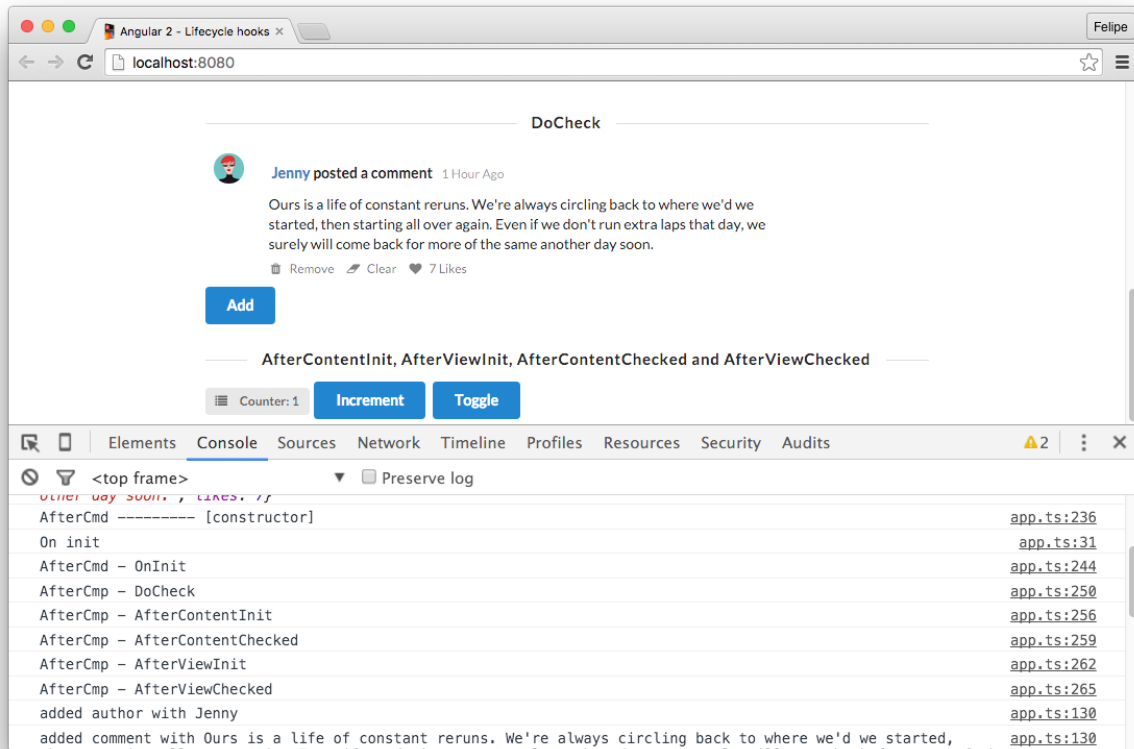 Angular 2 - Lifecycle hooks
Felipe
localhost:8080
DoCheck
Jenny posted a comment 1 Hour Ago
Ours is a life of constant reruns. We're always circling back to where we'd we
started, then starting all over again. Even if we don't run extra laps that day, we
surely will come back for more of the same another day soon.
Remove Clear 7 Likes
Add
AfterContentInit, AfterViewInit, AfterContentChecked and AfterViewChecked
Counter: 1 Increment Toggle
Elements Console Sources Network Timeline Profiles Resources Security Audits 2
<top frame> Preserve log
other day soon.", likes: 7}
AfterCmd --------- [constructor] app.ts:236
On init app.ts:31
AfterCmd - OnInit app.ts:244
AfterCmp - DoCheck app.ts:250
AfterCmp - AfterContentInit app.ts:256
AfterCmp - AfterContentChecked app.ts:259
AfterCmp - AfterViewInit app.ts:262
AfterCmp - AfterViewChecked app.ts:265
added author with Jenny app.ts:130
added comment with Ours is a life of constant reruns. We're always circling back to where we'd we started, app.ts:130